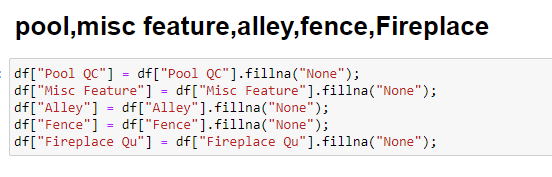 pool,misc feature,alley,fence,Fireplace
df["Pool QC"] = df["Pool QC"].fillna("None");
df["Misc Feature"] = df["Misc Feature"].fillna("None");
df["Alley"] = df["Alley"].fillna("None");
df["Fence"] = df["Fence"].fillna("None");
df["Fireplace Qu"] = df["Fireplace Qu"].fillna("None");